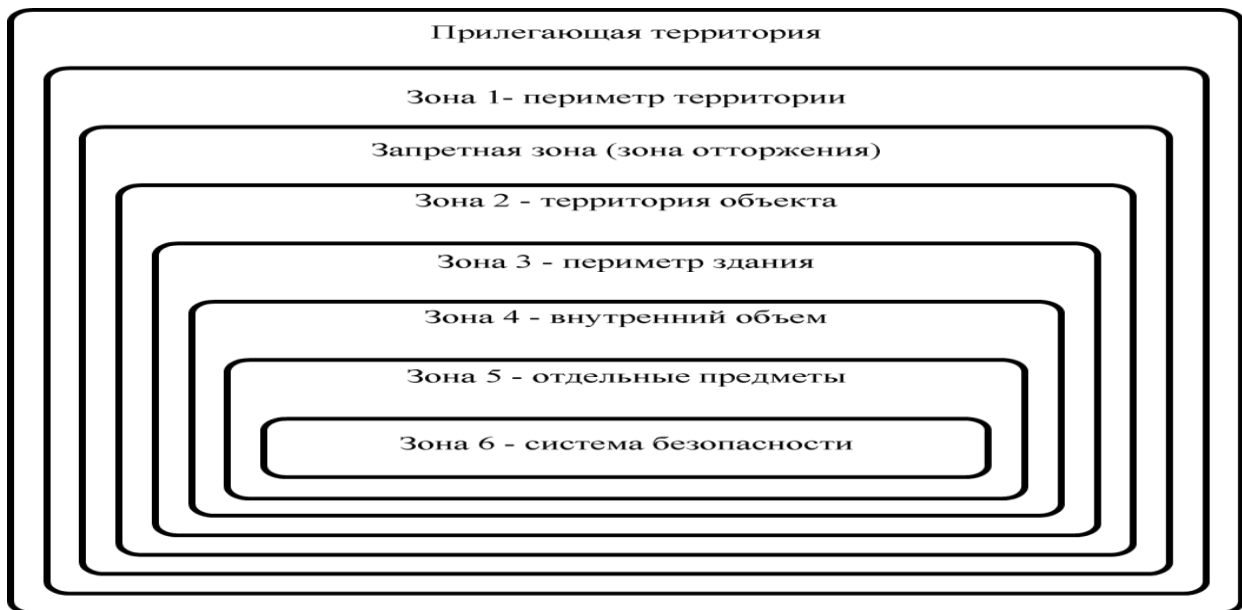 Прилегающая территория
Зона 1- периметр территории
Запретная зона (зона отторжения)
Зона 2 - территория объекта
Зона 3 - периметр здания
Зона 4 - внутренний объем
Зона 5 - отдельные предметы
Зона 6 - система безопасности